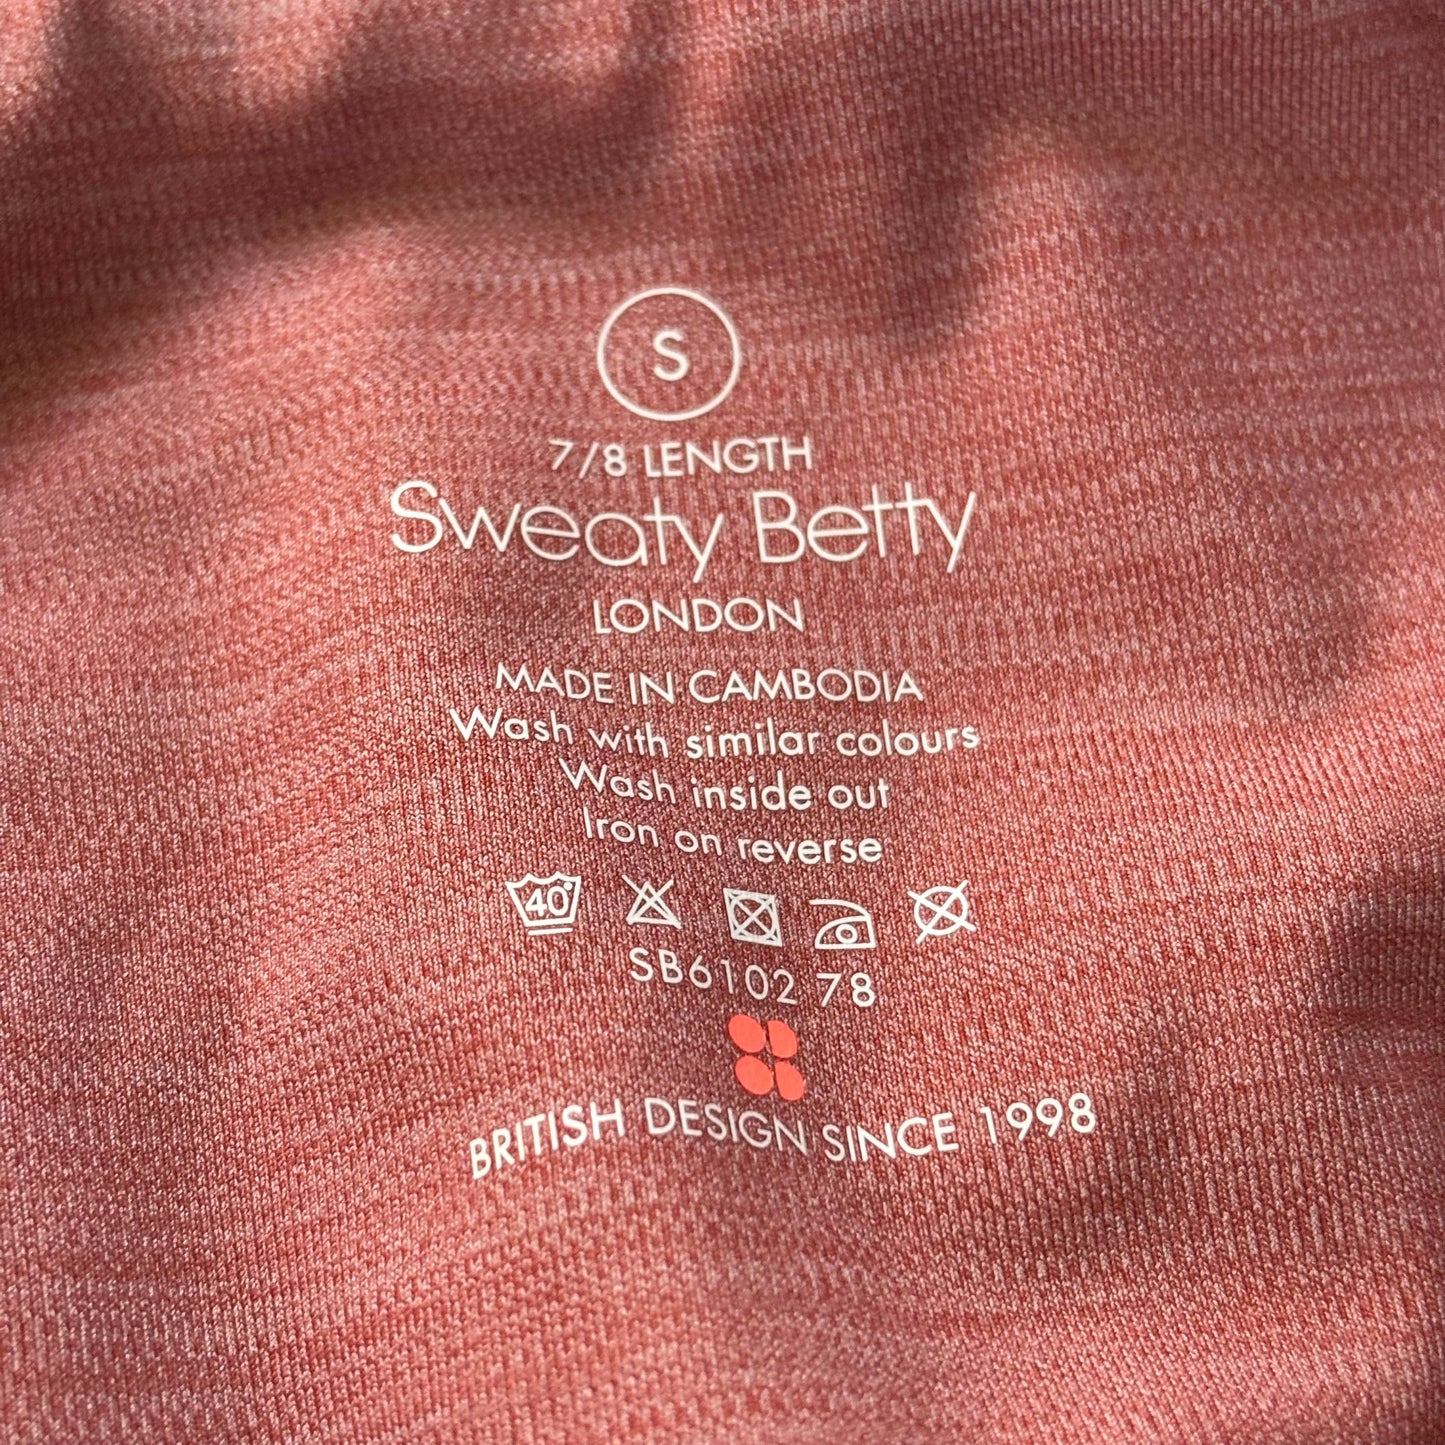 S
7/8 LENGTH
Sweaty Betty
LONDON
MADE IN CAMBODIA
Wash with similar colours
Wash inside out
Iron on reverse
40°
SB6102 78
BRITISH DESIGN SINCE 1998